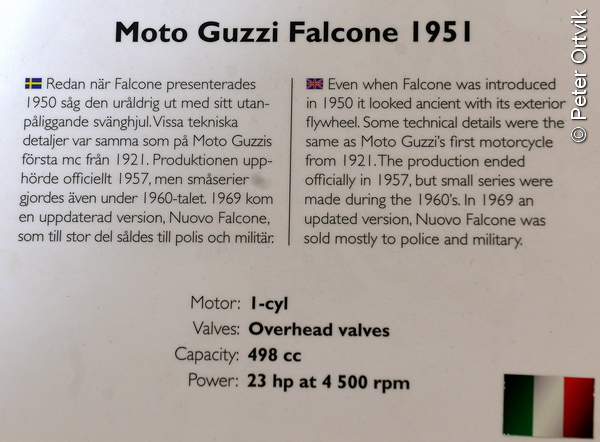 Moto Guzzi Falcone 1951
Redan när Falcone presenterades
1950 såg den uråldrig ut med sitt utan-
påliggande svänghjul. Vissa tekniska
detaljer var samma som på Moto Guzzis
första mc från 1921. Produktionen upp-
hörde officiellt 1957, men småserier
gjordes även under 1960-talet. 1969 kom
en uppdaterad version, Nuovo Falcone,
som till stor del såldes till polis och militär.
Even when Falcone was introduced
in 1950 it looked ancient with its exterior
flywheel. Some technical details were the
same as Moto Guzzi's first motorcycle
from 1921. The production ended
officially in 1957, but small series were
made during the 1960's. In 1969 an
updated version, Nuovo Falcone was
sold mostly to police and military.
Motor: 1-cyl
Valves: Overhead valves
Capacity: 498 cc
Power: 23 hp at 4 500 rpm
© Peter Ortvik